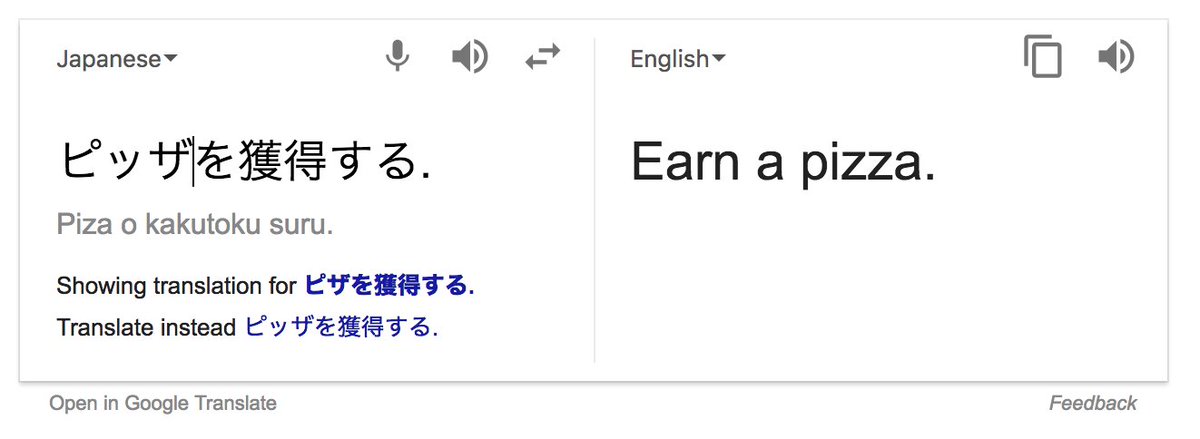 Japanese
English
ピッザを獲得する.
Piza o kakutoku suru.
Showing translation for ピザを獲得する.
Translate instead ピッザを獲得する.
Earn a pizza.
Open in Google Translate
Feedback